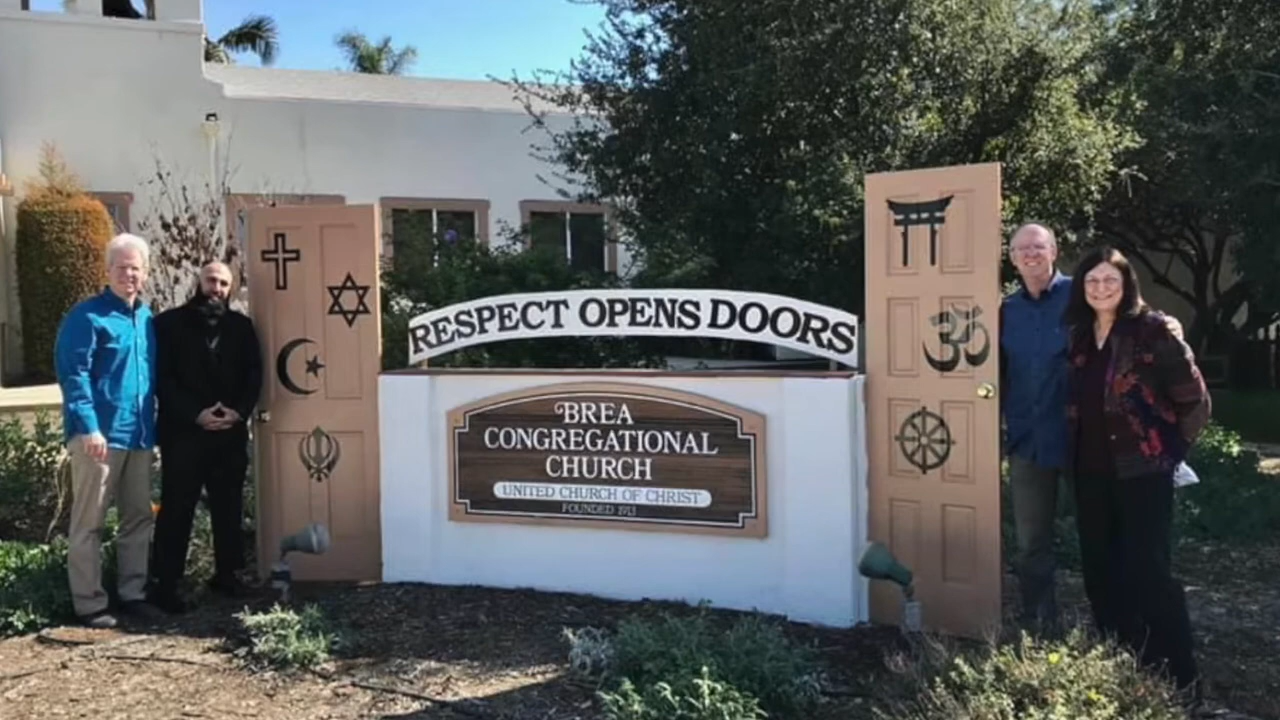 RESPECT OPENS DOORS
BREA
CONGREGATIONAL
CHURCH
UNITED CHURCH OF CHRIST
FOUNDED 1913